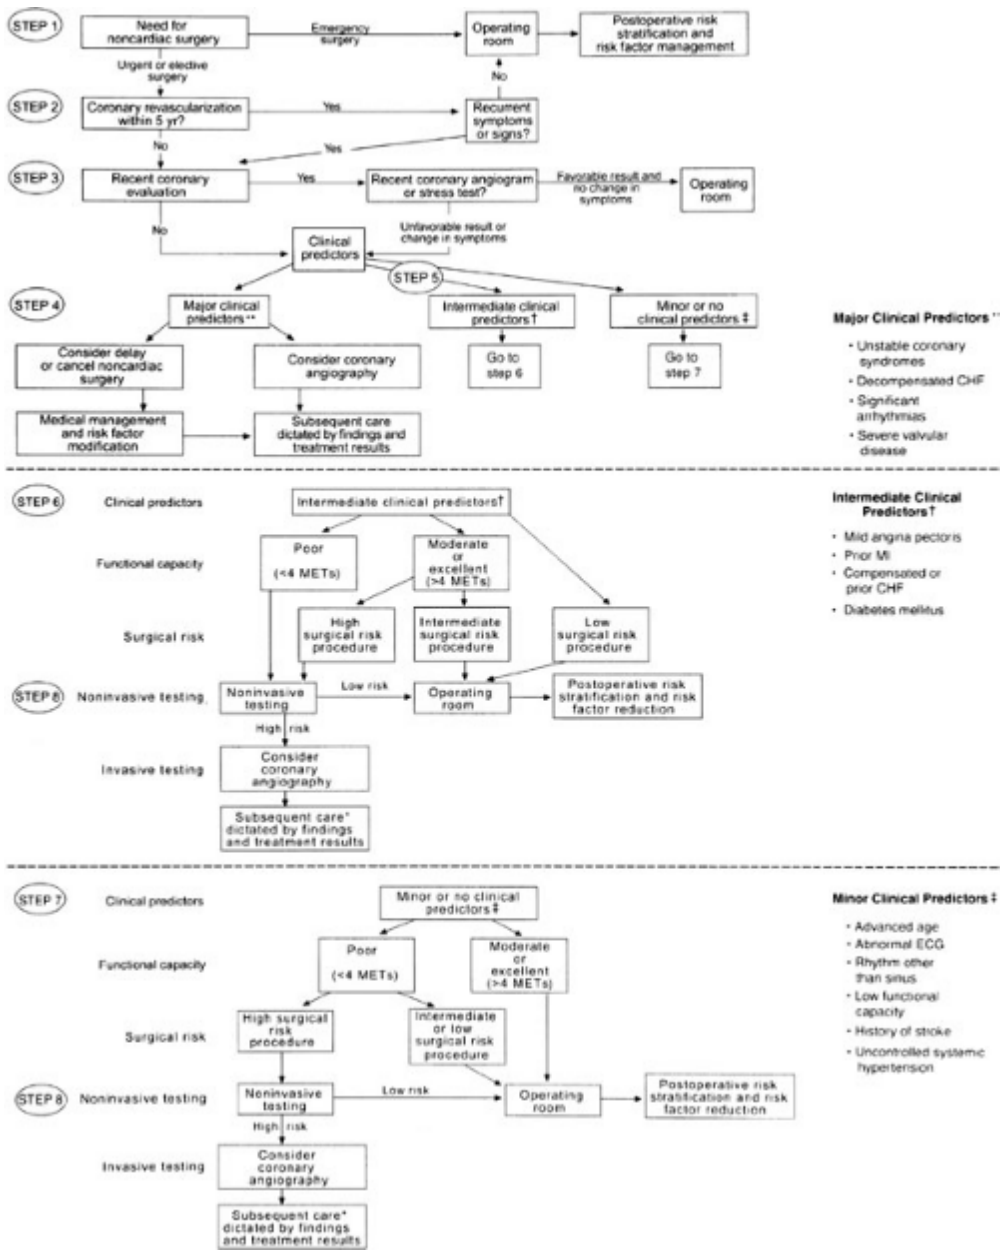 STEP 1
Need for
noncardiac surgery
Emergency
surgery
Operating
room
Postoperative risk
stratification and
risk factor management
Urgent or elective
surgery
No
STEP 2
Coronary revascularization
within 5 yr?
Yes
Recurrent
symptoms
or signs?
No
Yes
STEP 3
Recent coronary
evaluation
Yes
Recent coronary angiogram
or stress test?
Favorable result and
no change in
symptoms
Operating
room
No
Unfavorable result or
change in symptoms
Clinical
predictors
STEP 5
STEP 4
Major clinical
predictors**
Intermediate clinical
predictors†
Minor or no
clinical predictors ‡
Consider delay
or cancel noncardiac
surgery
Consider coronary
angiography
Go to
step 6
Go to
step 7
Medical management
and risk factor
modification
Subsequent care
dictated by findings and
treatment results
Major Clinical Predictors **
• Unstable coronary
syndromes
• Decompensated CHF
• Significant
arrhythmias
• Severe valvular
disease
STEP 6
Clinical predictors
Intermediate clinical predictors†
Functional capacity
Poor
(<4 METs)
Moderate
or
excellent
(>4 METs)
Surgical risk
High
surgical risk
procedure
Intermediate
surgical risk
procedure
Low
surgical risk
procedure
STEP 8
Noninvasive testing
Noninvasive
testing
Low risk
Operating
room
Postoperative risk
stratification and risk
factor reduction
High risk
Invasive testing
Consider
coronary
angiography
Subsequent care*
dictated by findings
and treatment results
Intermediate Clinical
Predictors†
• Mild angina pectoris
• Prior MI
• Compensated or
prior CHF
• Diabetes mellitus
STEP 7
Clinical predictors
Minor or no clinical
predictors ‡
Functional capacity
Poor
(<4 METs)
Moderate
or
excellent
(>4 METs)
Surgical risk
High surgical
risk
procedure
Intermediate
or low
surgical risk
procedure
STEP 8
Noninvasive testing
Noninvasive
testing
Low risk
Operating
room
Postoperative risk
stratification and risk
factor reduction
High risk
Invasive testing
Consider
coronary
angiography
Subsequent care*
dictated by findings
and treatment results
Minor Clinical Predictors ‡
• Advanced age
• Abnormal ECG
• Rhythm other
than sinus
• Low functional
capacity
• History of stroke
• Uncontrolled systemic
hypertension